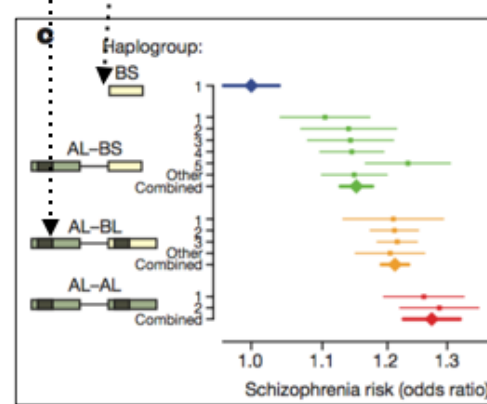 c
Haplogroup:
BS
1
AL–BS
1
2
3
4
5
Other
Combined
AL–BL
1
2
3
Other
Combined
AL–AL
1
2
Combined
1.0 1.1 1.2 1.3
Schizophrenia risk (odds ratio)